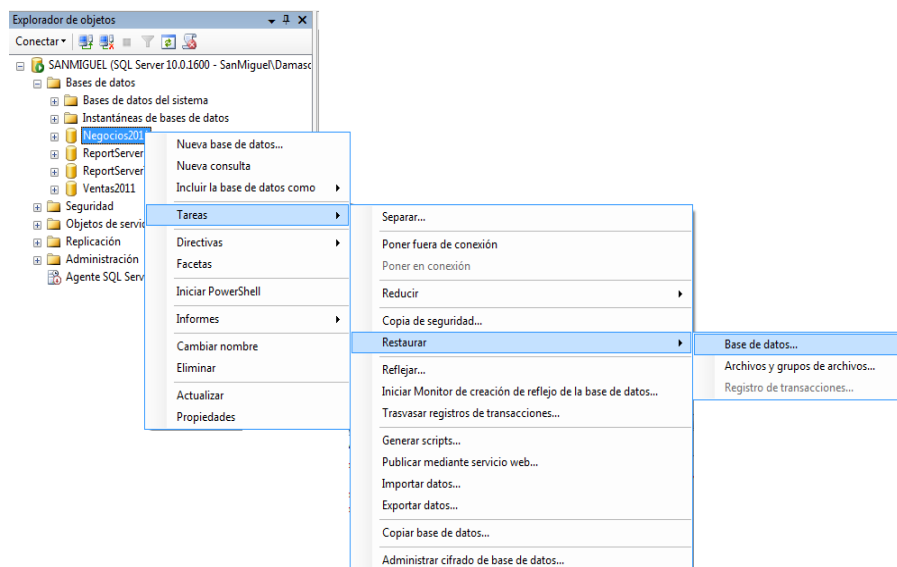 Explorador de objetos
Conectar
SANMIGUEL (SQL Server 10.0.1600 - SanMiguel\Damasc
Bases de datos
Bases de datos del sistema
Instantáneas de bases de datos
Negocios201
ReportServer
ReportServer
Ventas2011
Seguridad
Objetos de servic
Replicación
Administración
Agente SQL Serv
Nueva base de datos...
Nueva consulta
Incluir la base de datos como
Tareas
Directivas
Facetas
Iniciar PowerShell
Informes
Cambiar nombre
Eliminar
Actualizar
Propiedades
Separar...
Poner fuera de conexión
Poner en conexión
Reducir
Copia de seguridad...
Restaurar
Reflejar...
Iniciar Monitor de creación de reflejo de la base de datos...
Trasvasar registros de transacciones...
Generar scripts...
Publicar mediante servicio web...
Importar datos...
Exportar datos...
Copiar base de datos...
Administrar cifrado de base de datos...
Base de datos...
Archivos y grupos de archivos...
Registro de transacciones...